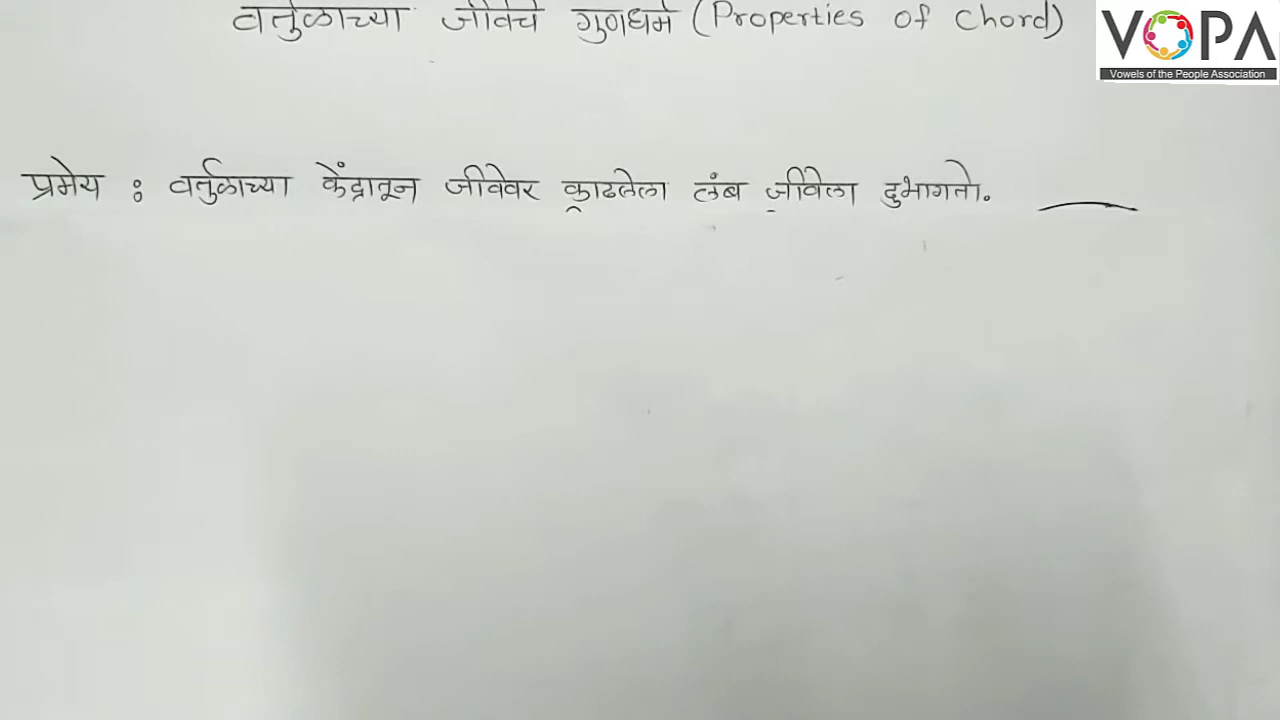 वर्तुळाच्या जीवेचे गुणधर्म (Properties of Chord)
VOPA
Vowels of the People Association
प्रमेय : वर्तुळाच्या केंद्रातून जीवेवर काढलेला लंब जीवेला दुभागतो.